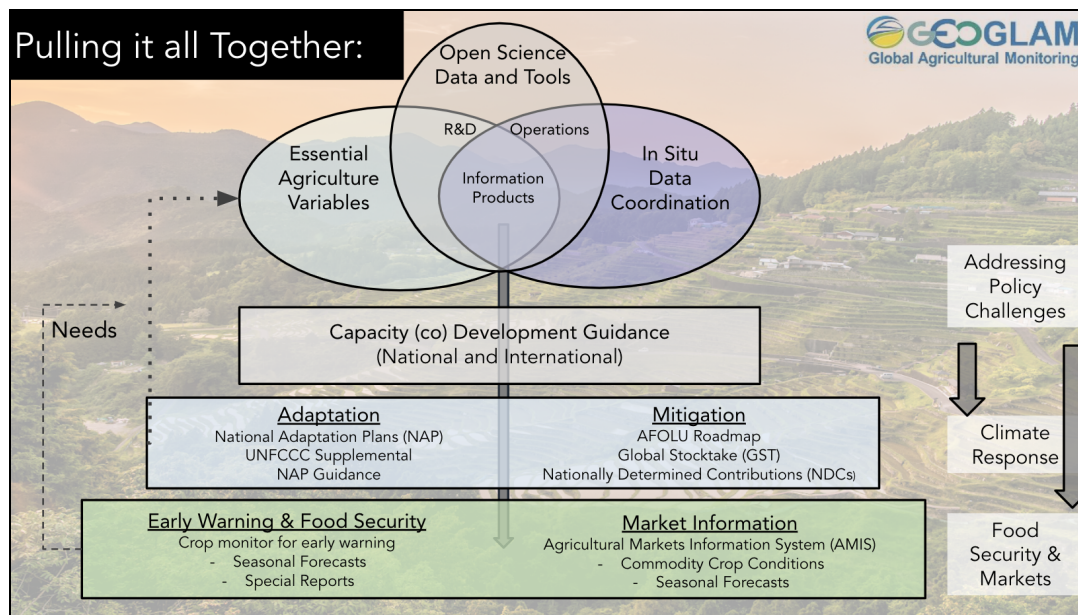 Pulling it all Together:
GEOGLAM
Global Agricultural Monitoring
Open Science
Data and Tools
R&D
Operations
Essential
Agriculture
Variables
Information
Products
In Situ
Data
Coordination
Addressing
Policy
Challenges
Needs
Capacity (co) Development Guidance
(National and International)
Adaptation
National Adaptation Plans (NAP)
UNFCCC Supplemental
NAP Guidance
Mitigation
AFOLU Roadmap
Global Stocktake (GST)
Nationally Determined Contributions (NDCs)
Climate
Response
Early Warning & Food Security
Crop monitor for early warning
- Seasonal Forecasts
- Special Reports
Market Information
Agricultural Markets Information System (AMIS)
- Commodity Crop Conditions
- Seasonal Forecasts
Food
Security &
Markets